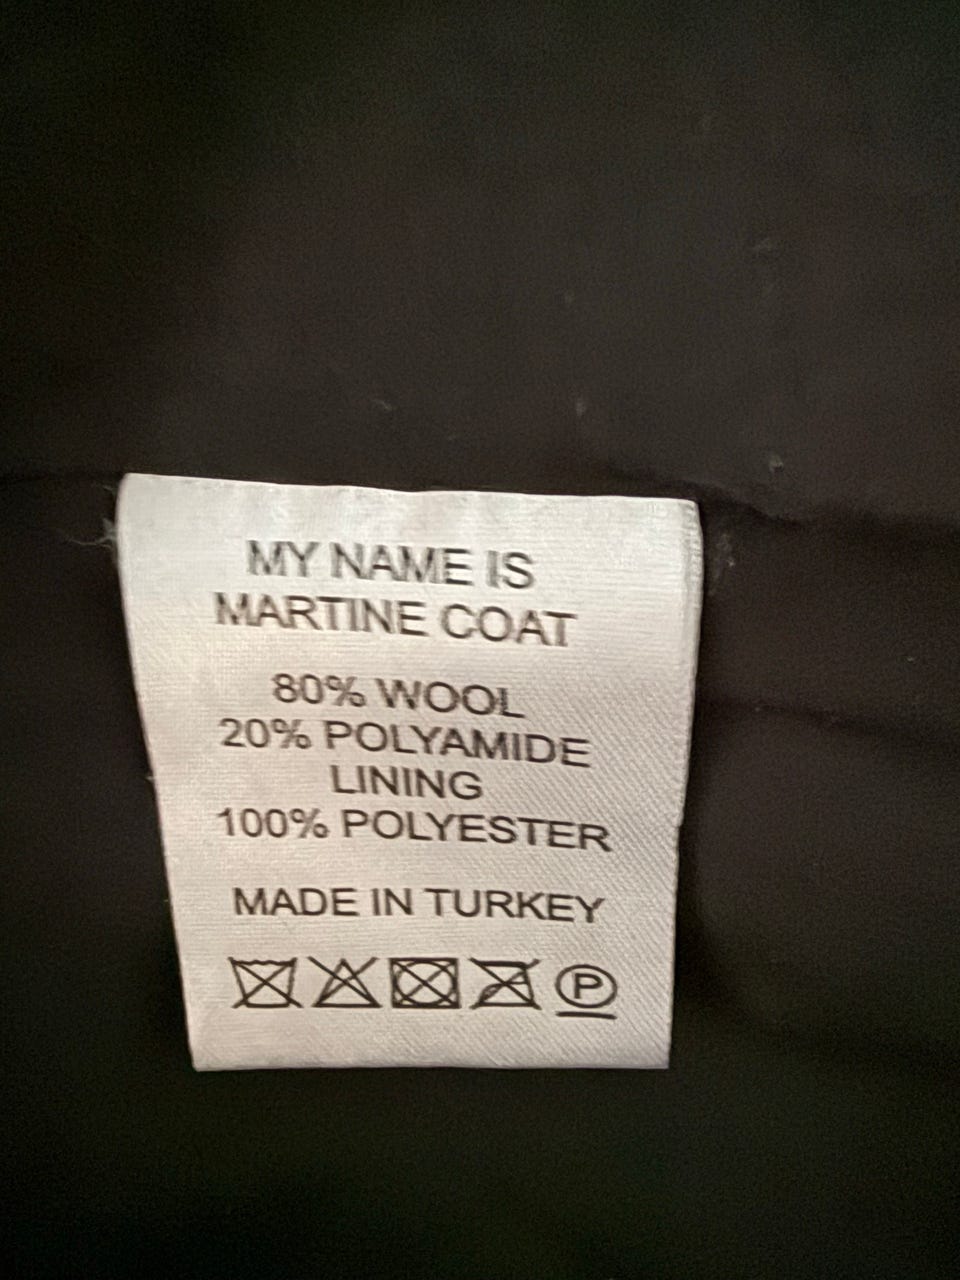 MY NAME IS
MARTINE COAT
80% WOOL
20% POLYAMIDE
LINING
100% POLYESTER
MADE IN TURKEY
P